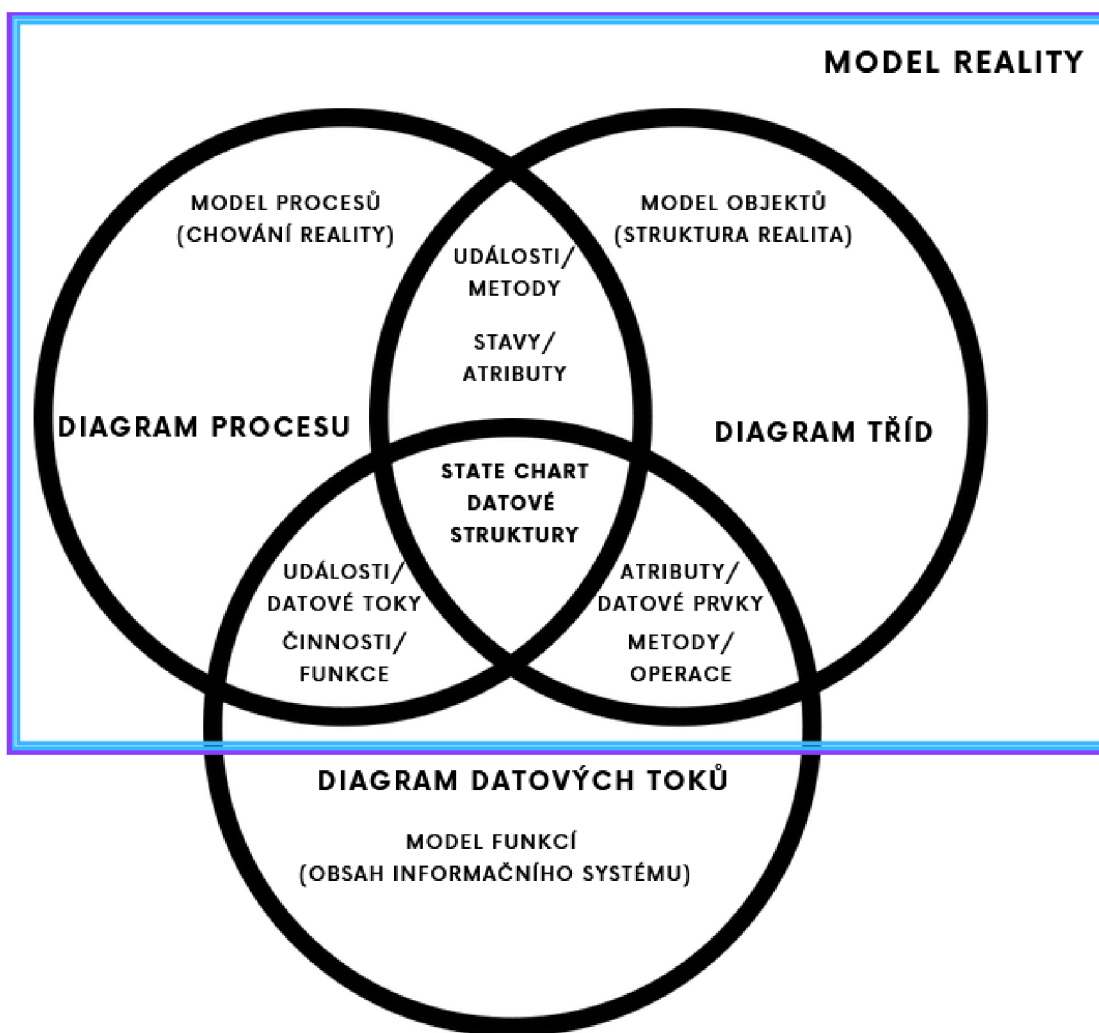 MODEL REALITY
MODEL PROCESŮ
(CHOVÁNÍ REALITY)
MODEL OBJEKTŮ
(STRUKTURA REALITA)
UDÁLOSTI/
METODY
STAVY/
ATRIBUTY
DIAGRAM PROCESU
DIAGRAM TŘÍD
STATE CHART
DATOVÉ
STRUKTURY
UDÁLOSTI/
DATOVÉ TOKY
ČINNOSTI/
FUNKCE
ATRIBUTY/
DATOVÉ PRVKY
METODY/
OPERACE
DIAGRAM DATOVÝCH TOKŮ
MODEL FUNKCÍ
(OBSAH INFORMAČNÍHO SYSTÉMU)